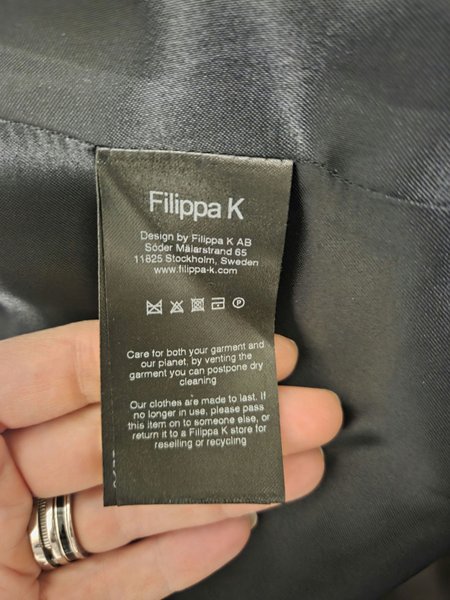 Filippa K
Design by Filippa K AB
Söder Mälarstrand 65
11825 Stockholm, Sweden
www.filippa-k.com
Care for both your garment and
our planet, by venting the
garment you can postpone dry
cleaning
Our clothes are made to last. If
no longer in use, please pass
this item on to someone else, or
return it to a Filippa K store for
reselling or recycling